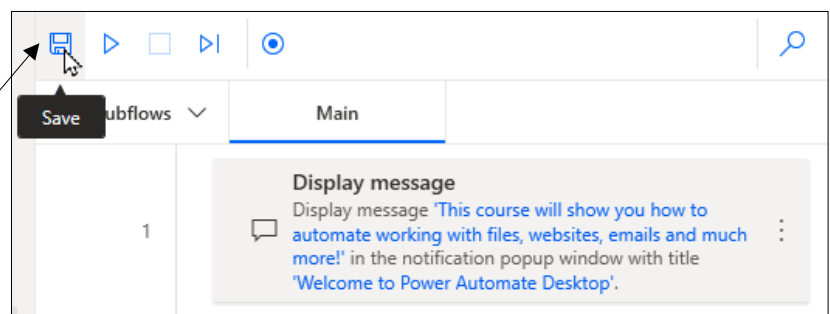 Save
ubflows
Main
1
Display message
Display message 'This course will show you how to
automate working with files, websites, emails and much
more!' in the notification popup window with title
'Welcome to Power Automate Desktop'.